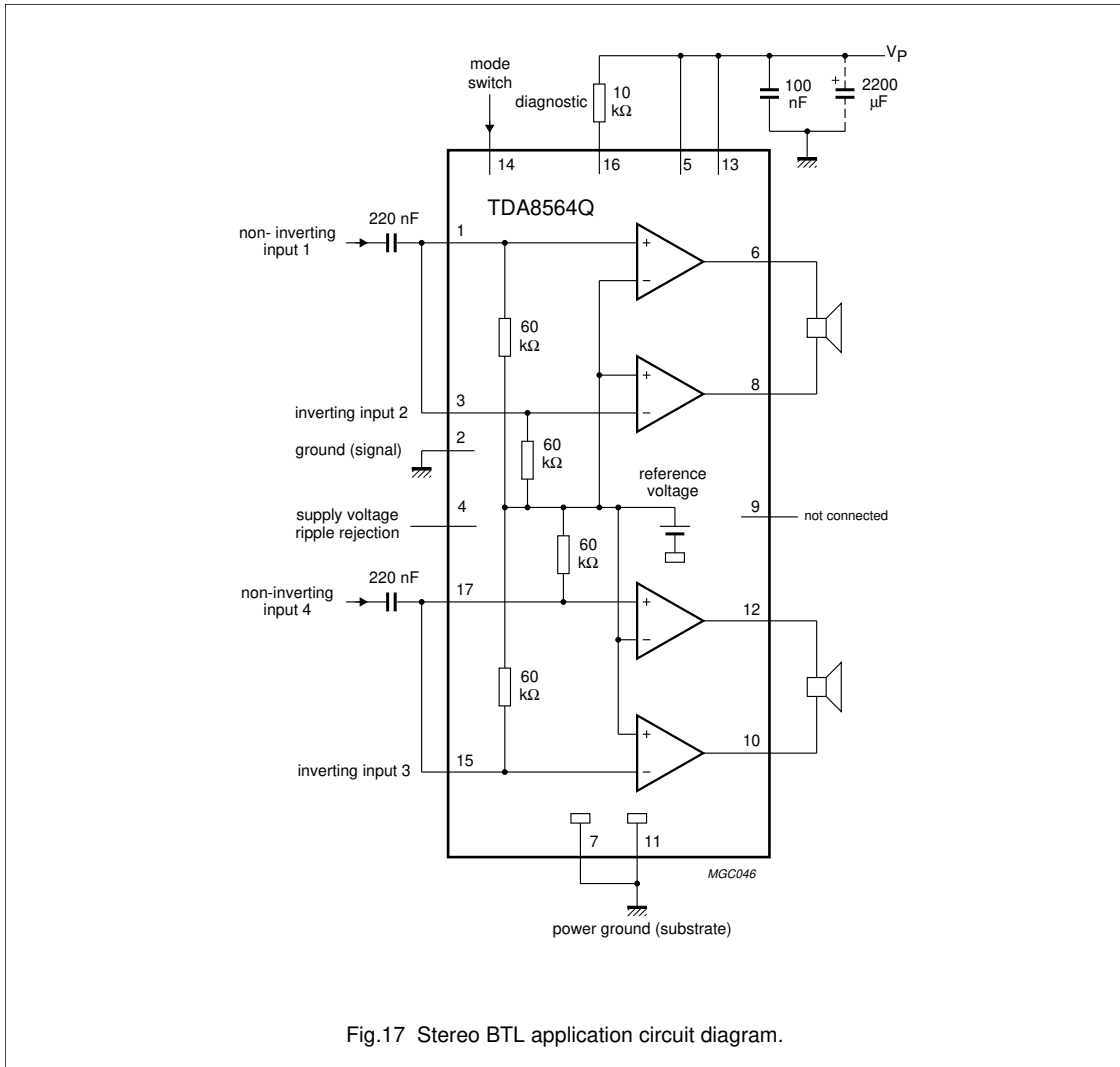 mode
switch
diagnostic
10
kΩ
VP
100
nF
+
2200
μF
14
16
5
13
TDA8564Q
220 nF
non- inverting
input 1
1
+
−
6
60
kΩ
+
−
8
inverting input 2
3
2
ground (signal)
60
kΩ
reference
voltage
4
supply voltage
ripple rejection
9
not connected
60
kΩ
220 nF
non-inverting
input 4
17
+
−
12
60
kΩ
+
−
10
15
inverting input 3
7
11
MGC046
power ground (substrate)
Fig.17 Stereo BTL application circuit diagram.